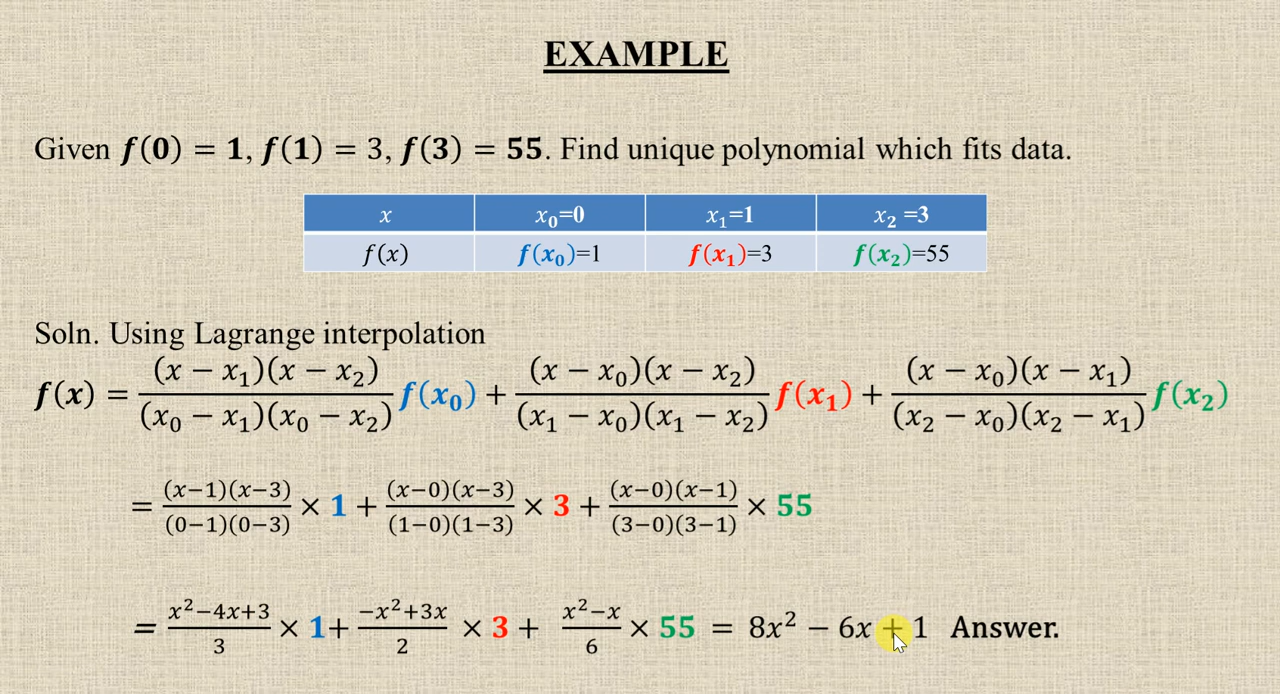 EXAMPLE
Given f(0) = 1, f(1) = 3, f(3) = 55. Find unique polynomial which fits data.
x x₀=0 x₁=1 x₂ =3
f(x) f(x₀)=1 f(x₁)=3 f(x₂)=55
Soln. Using Lagrange interpolation
f(x) = (x − x₁)(x − x₂)/(x₀ − x₁)(x₀ − x₂) f(x₀) + (x − x₀)(x − x₂)/(x₁ − x₀)(x₁ − x₂) f(x₁) + (x − x₀)(x − x₁)/(x₂ − x₀)(x₂ − x₁) f(x₂)
= (x−1)(x−3)/(0−1)(0−3) × 1 + (x−0)(x−3)/(1−0)(1−3) × 3 + (x−0)(x−1)/(3−0)(3−1) × 55
= x²−4x+3/3 × 1 + −x²+3x/2 × 3 + x²−x/6 × 55 = 8x² − 6x + 1 Answer.